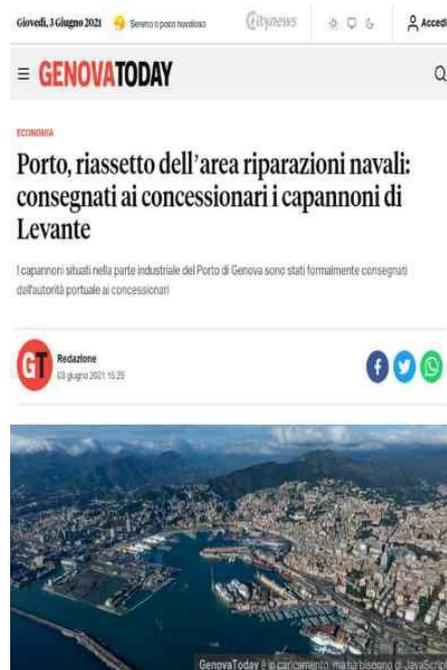 Giovedì, 3 Giugno 2021 Sereno o poco nuvoloso Citynews Accedi
GENOVATODAY
ECONOMIA
Porto, riassetto dell'area riparazioni navali:
consegnati ai concessionari i capannoni di
Levante
I capannoni situati nella parte industriale del Porto di Genova sono stati formalmente consegnati
dall'autorità portuale ai concessionari
GT Redazione
03 giugno 2021 15:25
GenovaToday è in caricamento, ma ha bisogno di JavaScript